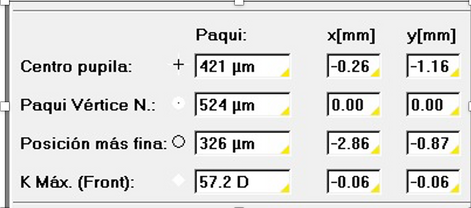 Paqui: x[mm] y[mm]
Centro pupila: + 421 µm -0.26 -1.16
Paqui Vértice N.: 524 µm 0.00 0.00
Posición más fina: O 326 µm -2.86 -0.87
K Máx. (Front): 57.2 D -0.06 -0.06